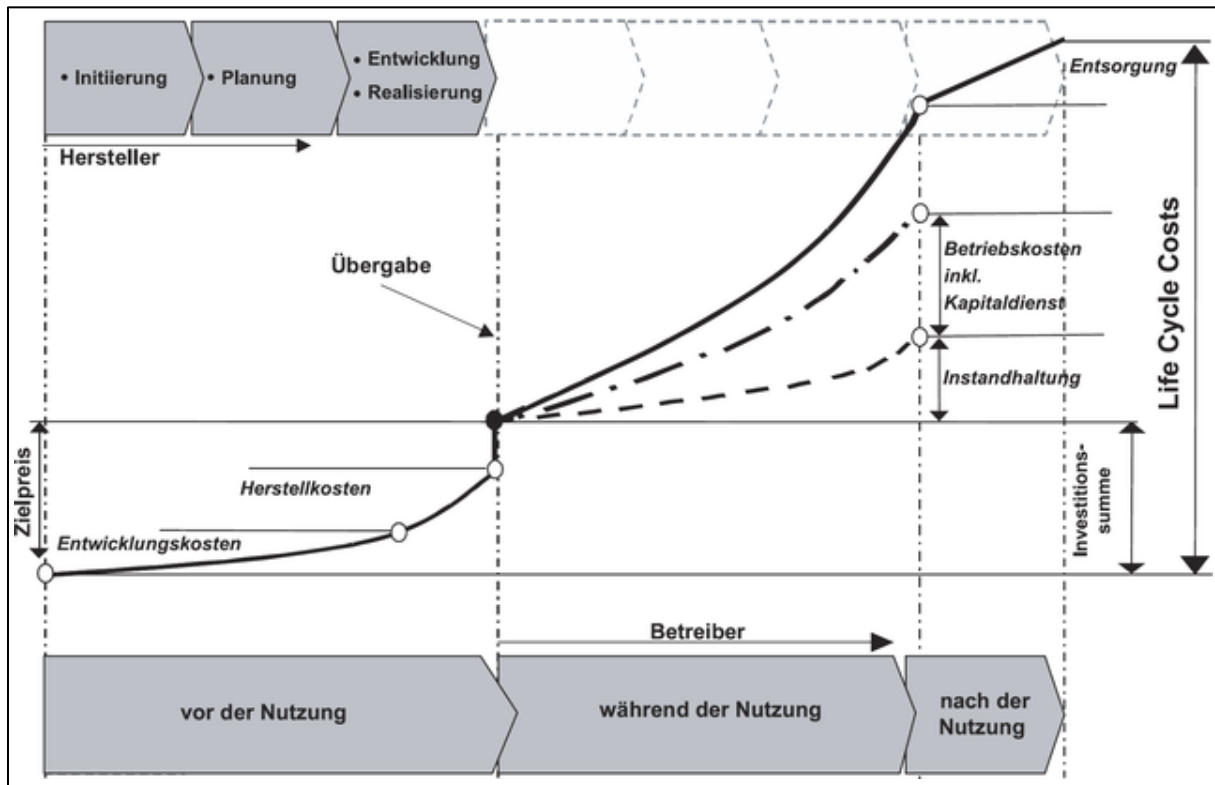 • Initiierung
• Planung
• Entwicklung
• Realisierung
Entsorgung
Hersteller
Übergabe
Betriebskosten
inkl.
Kapitaldienst
Instandhaltung
Life Cycle Costs
Zielpreis
Herstellkosten
Entwicklungskosten
Investitions-
summe
Betreiber
vor der Nutzung
während der Nutzung
nach der
Nutzung